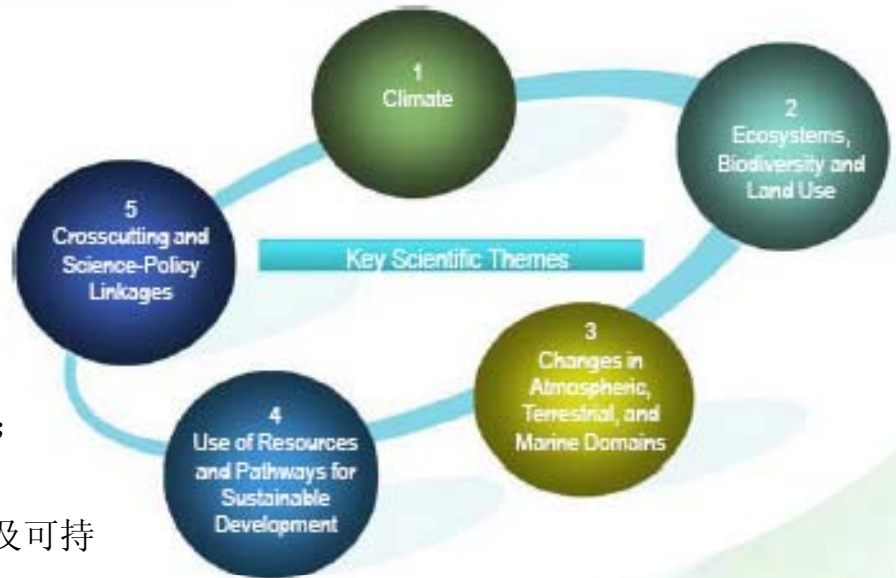 1
Climate
2
Ecosystems,
Biodiversity and
Land Use
Key Scientific Themes
3
Changes in
Atmospheric,
Terrestrial, and
Marine Domains
4
Use of Resources
and Pathways for
Sustainable
Development
5
Crosscutting and
Science-Policy
Linkages
;
及可持